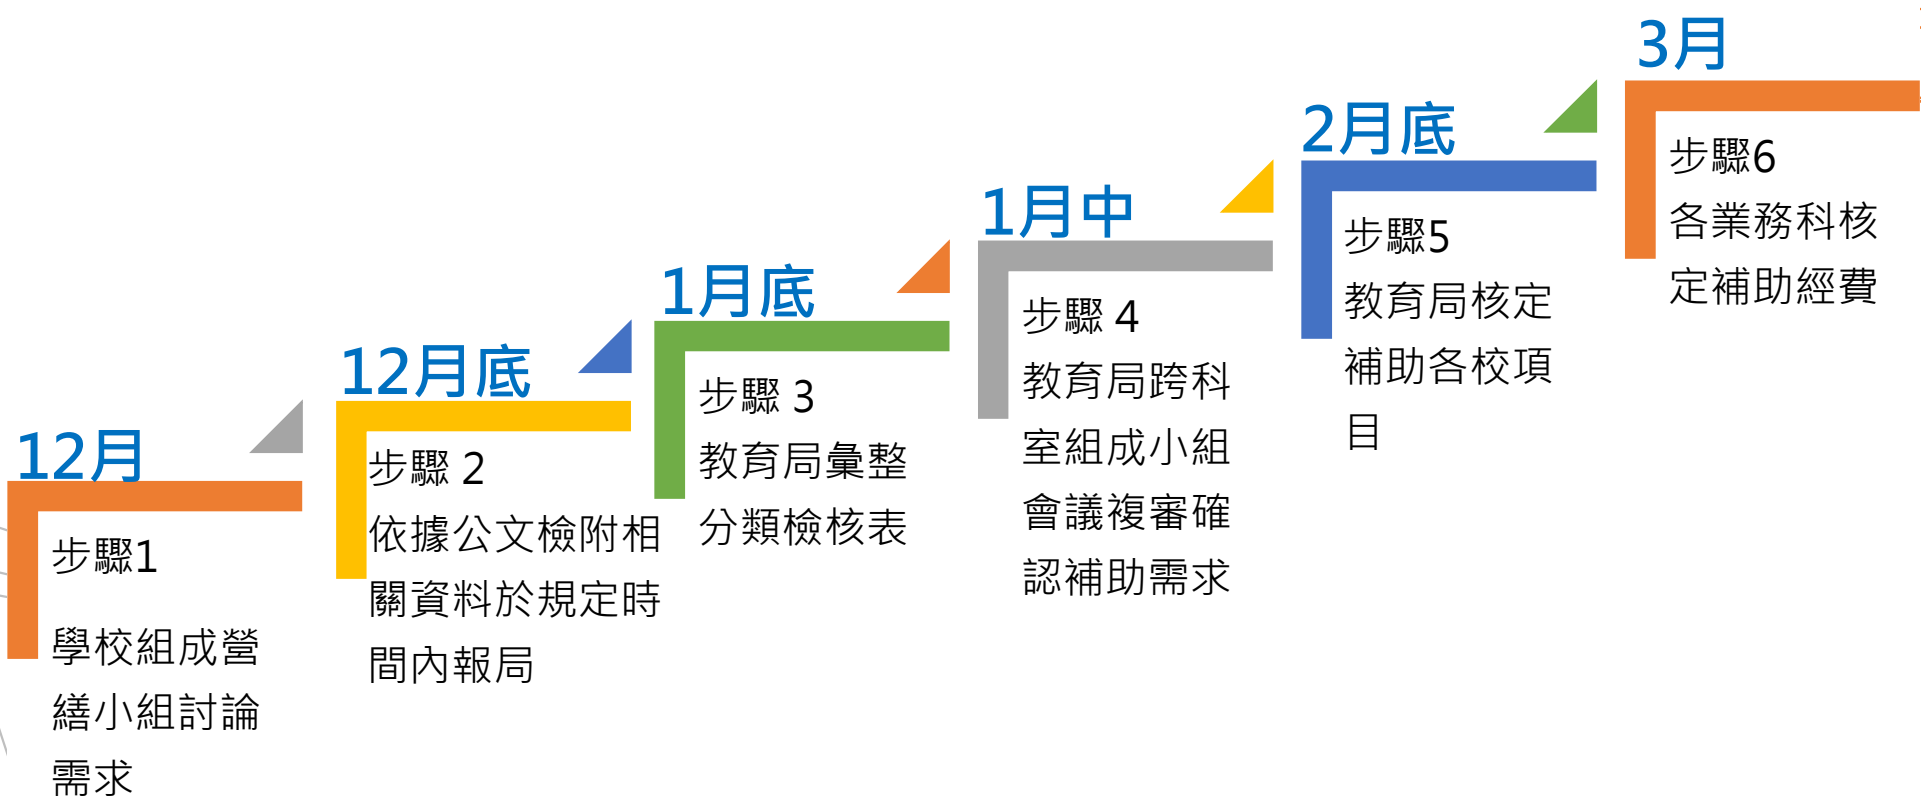 12月
步驟1
學校組成營
繕小組討論
需求
12月底
步驟 2
依據公文檢附相
關資料於規定時
間內報局
1月底
步驟 3
教育局彙整
分類檢核表
1月中
步驟 4
教育局跨科
室組成小組
會議複審確
認補助需求
2月底
步驟5
教育局核定
補助各校項
目
3月
步驟6
各業務科核
定補助經費